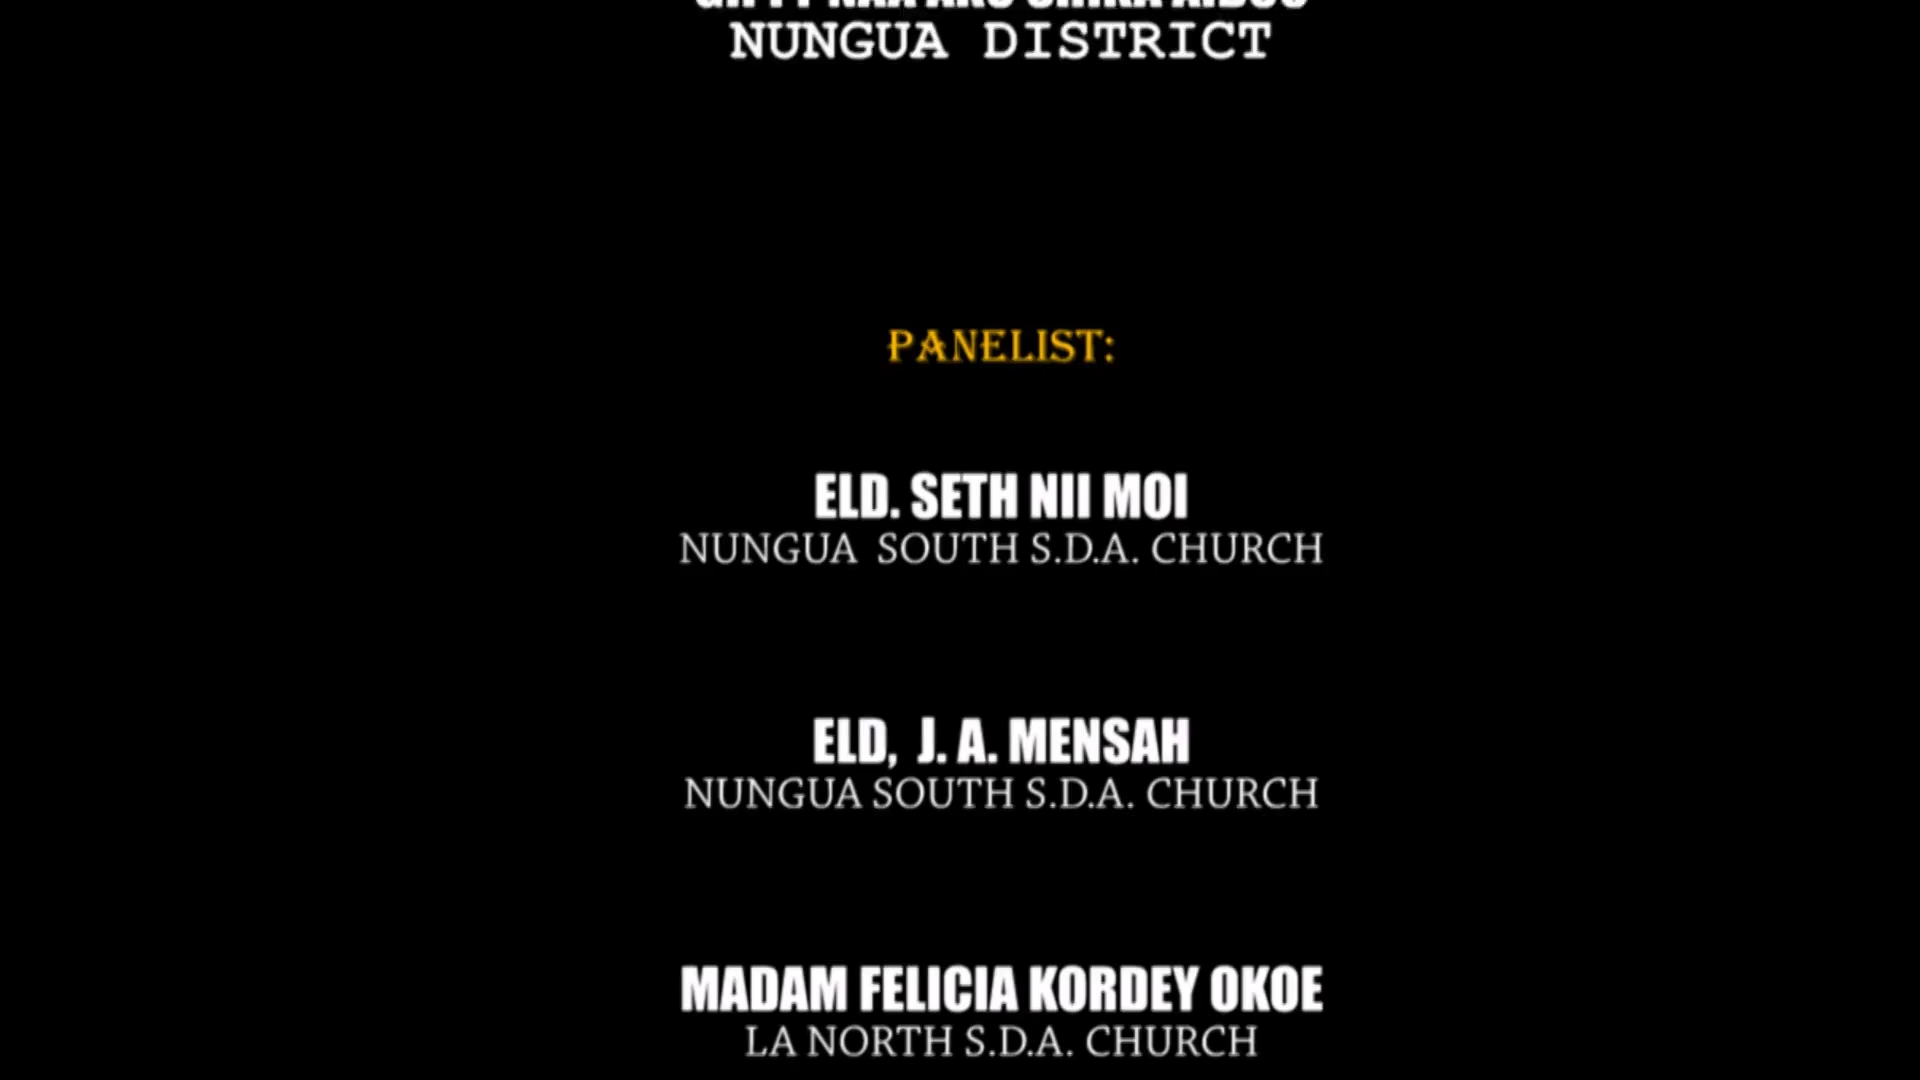 NUNGUA DISTRICT
PANELIST:
ELD. SETH NII MOI
NUNGUA SOUTH S.D.A. CHURCH
ELD, J. A. MENSAH
NUNGUA SOUTH S.D.A. CHURCH
MADAM FELICIA KORDEY OKOE
LA NORTH S.D.A. CHURCH